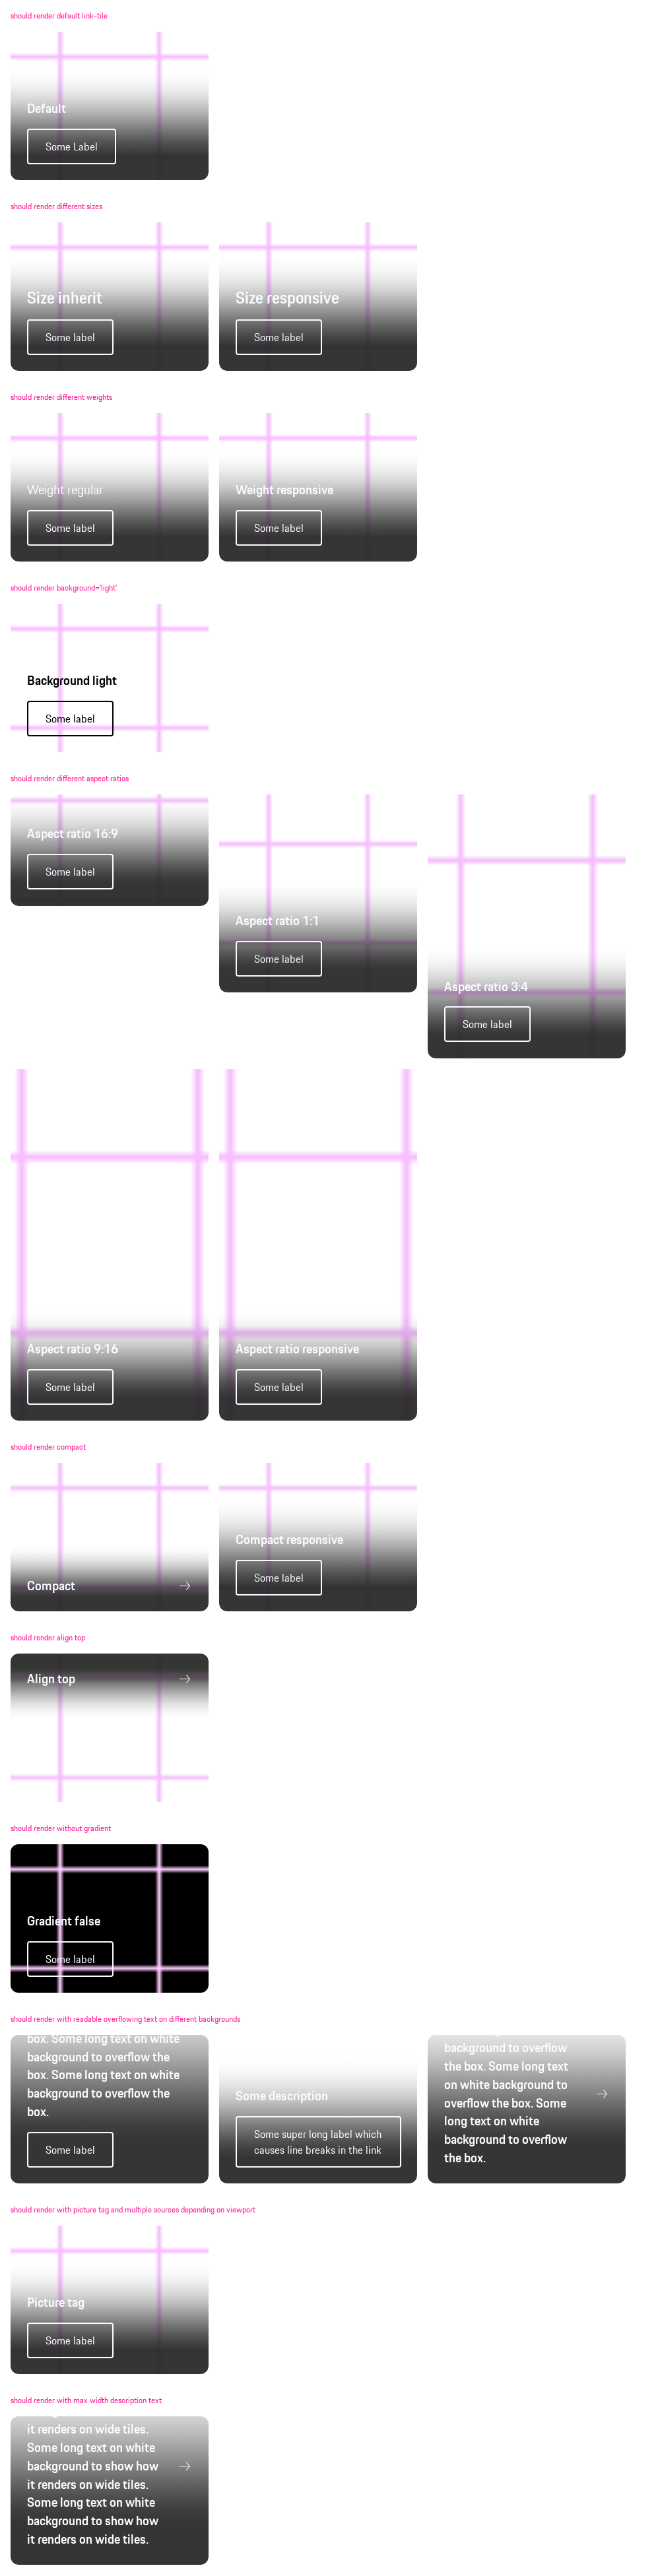 should render default link-tile
Default
Some Label
should render different sizes
Size inherit
Some label
Size responsive
Some label
should render different weights
Weight regular
Some label
Weight responsive
Some label
should render background='light'
Background light
Some label
should render different aspect ratios
Aspect ratio 16:9
Some label
Aspect ratio 1:1
Some label
Aspect ratio 3:4
Some label
Aspect ratio 9:16
Some label
Aspect ratio responsive
Some label
should render compact
Compact
Compact responsive
Some label
should render align top
Align top
should render without gradient
Gradient false
Some label
should render with readable overflowing text on different backgrounds
box. Some long text on white
background to overflow the
box. Some long text on white
background to overflow the
box.
Some label
Some description
Some super long label which
causes line breaks in the link
background to overflow
the box. Some long text
on white background to
overflow the box. Some
long text on white
background to overflow
the box.
should render with picture tag and multiple sources depending on viewport
Picture tag
Some label
should render with max width description text
it renders on wide tiles.
Some long text on white
background to show how
it renders on wide tiles.
Some long text on white
background to show how
it renders on wide tiles.